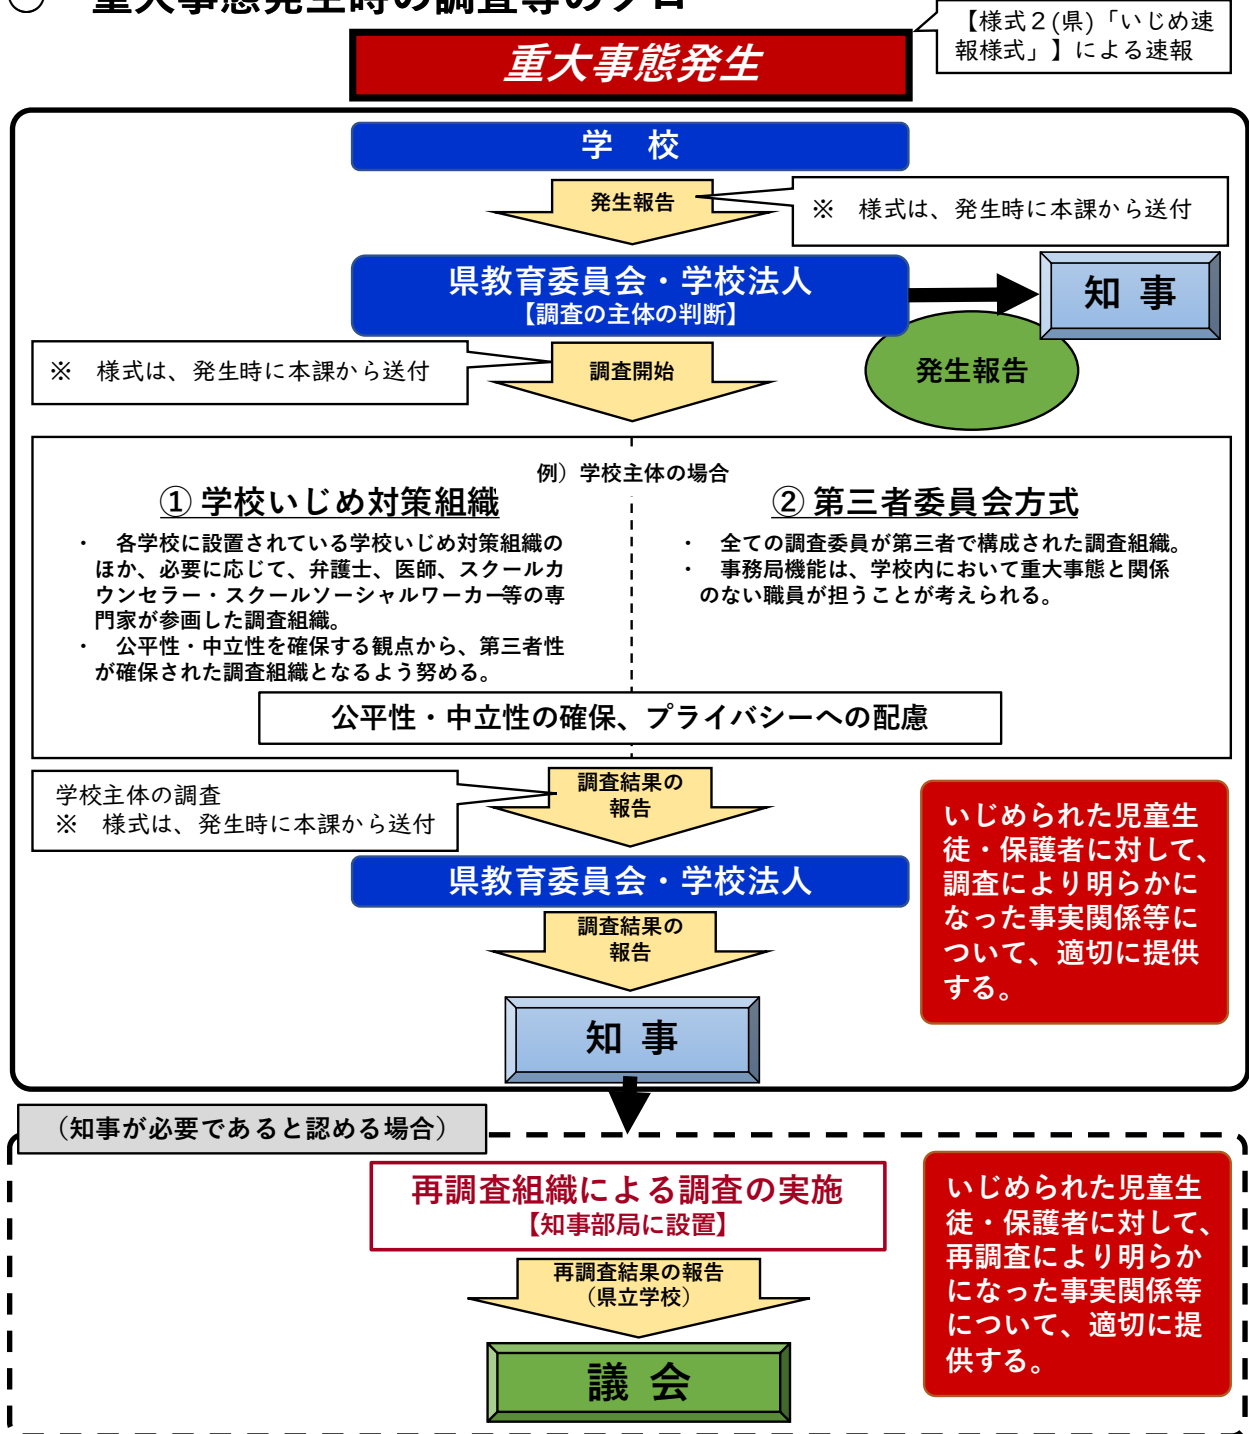 ○ 重大事態発生時の調査等のフロー
【様式２(県)「いじめ速
報様式」】による速報
重大事態発生
学　校
発生報告
※　様式は、発生時に本課から送付
県教育委員会・学校法人
【調査の主体の判断】
知 事
※　様式は、発生時に本課から送付
調査開始
発生報告
例）学校主体の場合
① 学校いじめ対策組織
・　各学校に設置されている学校いじめ対策組織の
ほか、必要に応じて、弁護士、医師、スクールカ
ウンセラー・スクールソーシャルワーカー等の専
門家が参画した調査組織。
・　公平性・中立性を確保する観点から、第三者性
が確保された調査組織となるよう努める。
② 第三者委員会方式
・　全ての調査委員が第三者で構成された調査組織。
・　事務局機能は、学校内において重大事態と関係
のない職員が担うことが考えられる。
公平性・中立性の確保、プライバシーへの配慮
学校主体の調査
※　様式は、発生時に本課から送付
調査結果の
報告
県教育委員会・学校法人
調査結果の
報告
知 事
いじめられた児童生
徒・保護者に対して、
調査により明らかに
なった事実関係等に
ついて、適切に提供
する。
（知事が必要であると認める場合）
再調査組織による調査の実施
【知事部局に設置】
再調査結果の報告
（県立学校）
議 会
いじめられた児童生
徒・保護者に対して、
再調査により明らか
になった事実関係等
について、適切に提
供する。